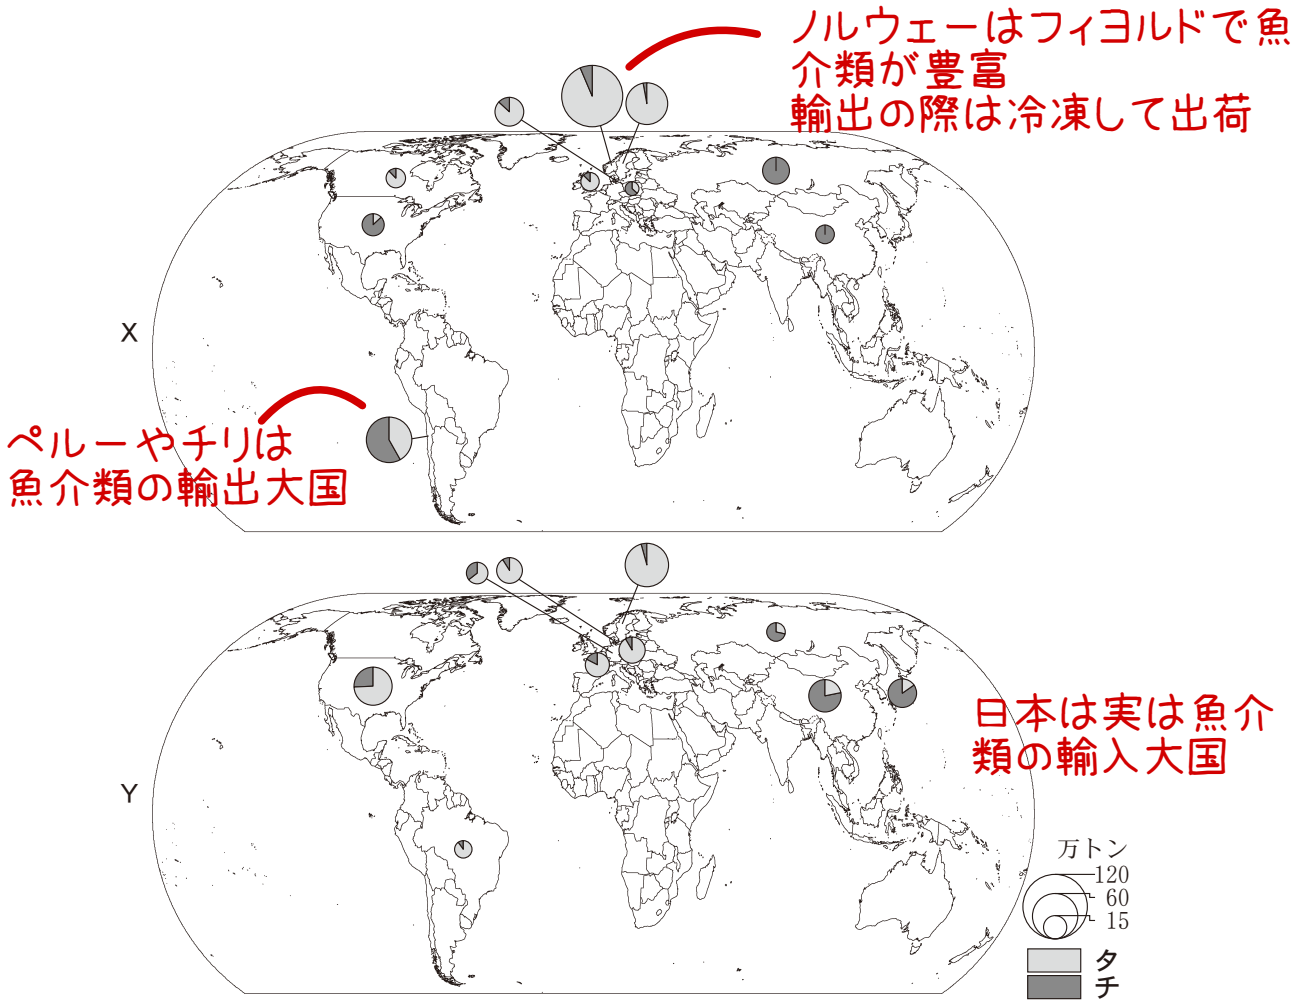 ノルウェーはフィヨルドで魚
介類が豊富
輸出の際は冷凍して出荷
X
ペルーやチリは
魚介類の輸出大国
日本は実は魚介
類の輸入大国
Y
万トン
120
60
15
タ
チ